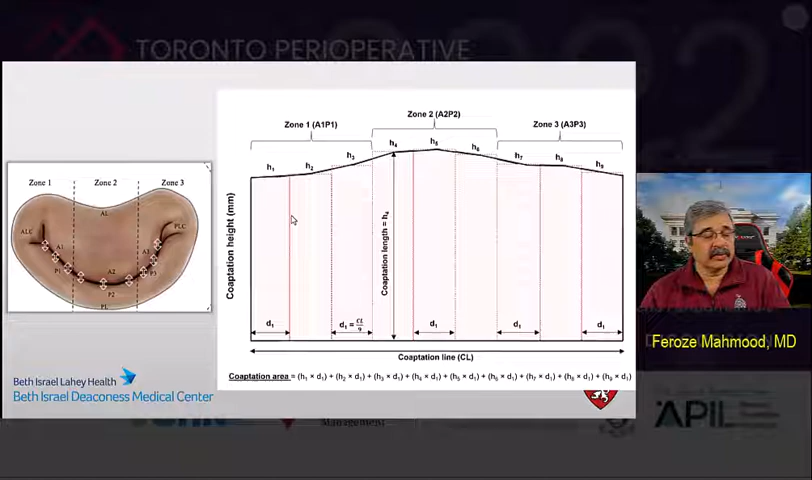 TORONTO PERIOPERATIVE
Zone 1
Zone 2
Zone 3
AL
ALC
PLC
A1
A3
P1
A2
P3
P2
PL
Zone 1 (A1P1)
Zone 2 (A2P2)
Zone 3 (A3P3)
h1
h2
h3
h4
h5
h6
h7
h8
h9
Coaptation height (mm)
Coaptation length = h4
d1
d1 = CL/9
d1
d1
d1
Coaptation line (CL)
Coaptation area = (h1 × d1) + (h2 × d1) + (h3 × d1) + (h4 × d1) + (h5 × d1) + (h6 × d1) + (h7 × d1) + (h8 × d1) + (h9 × d1)
Beth Israel Lahey Health
Beth Israel Deaconess Medical Center
Feroze Mahmood, MD
Management
APIL